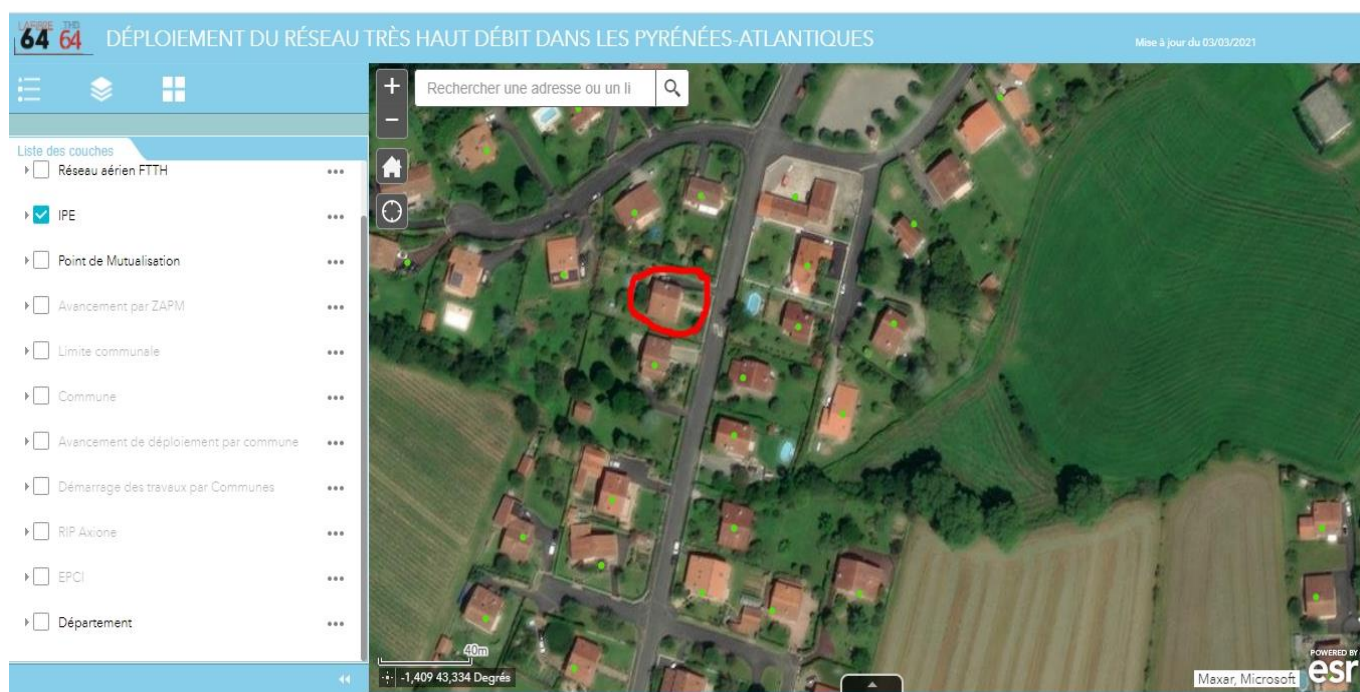 LAFIBRE THD
64 64
DÉPLOIEMENT DU RÉSEAU TRÈS HAUT DÉBIT DANS LES PYRÉNÉES-ATLANTIQUES
Mise à jour du 03/03/2021
Rechercher une adresse ou un li
Liste des couches
Réseau aérien FTTH
IPE
Point de Mutualisation
Avancement par ZAPM
Limite communale
Commune
Avancement de déploiement par commune
Démarrage des travaux par Communes
RIP Axione
EPCI
Département
40m
-1,409 43,334 Degrés
Maxar, Microsoft
POWERED BY
esr